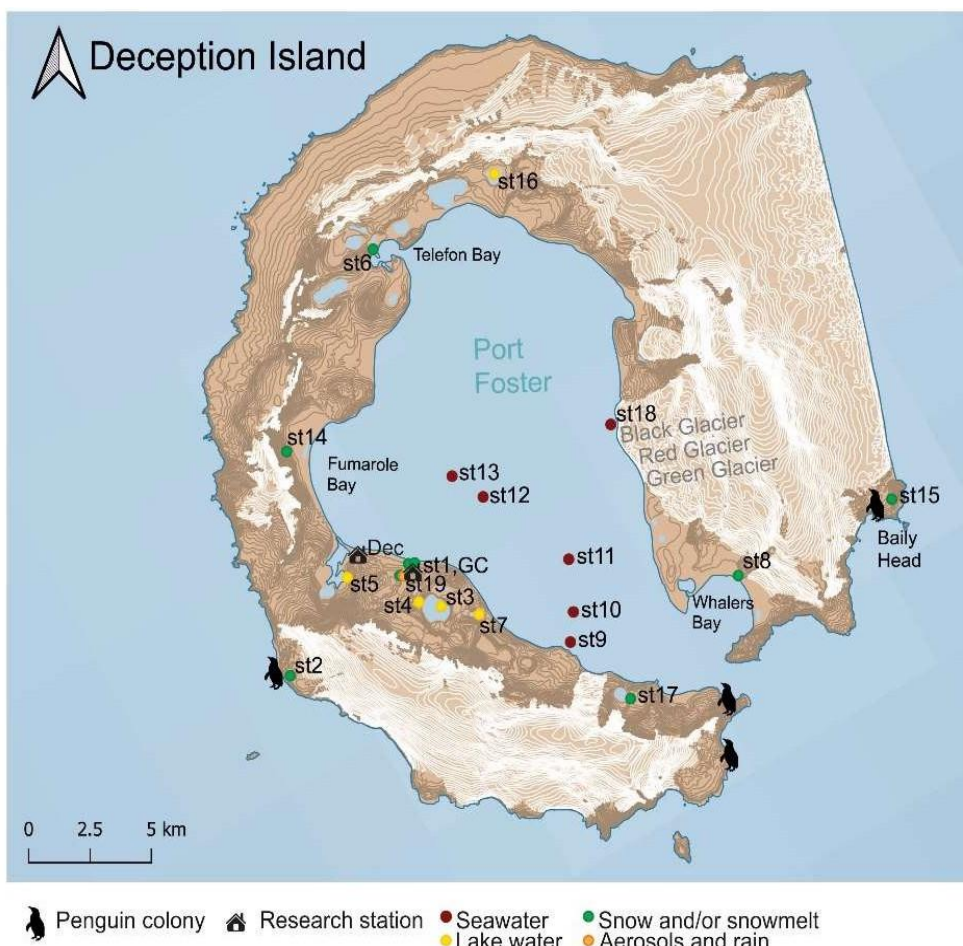 Deception Island
st16
st6
Telefon Bay
Port
Foster
st18
Black Glacier
Red Glacier
Green Glacier
st14
Fumarole
Bay
st13
st12
st15
Baily
Head
Dec
st1,GC
st11
st8
st5
st19
st4
st3
st7
st10
Whalers
Bay
st9
st2
st17
0 2.5 5 km
Penguin colony Research station Seawater Snow and/or snowmelt
Lake water Aerosols and rain